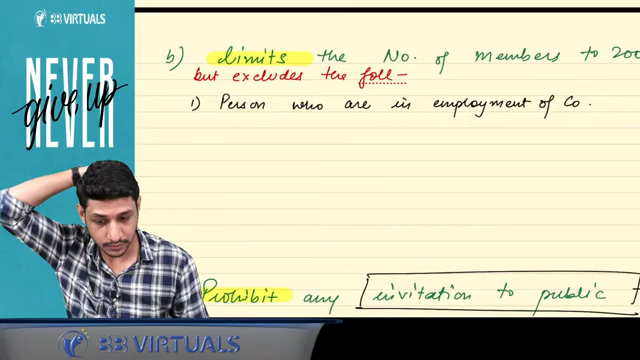 BB VIRTUALS
NEVER
give up
NEVER
b) limits the No. of members to 200
but excludes the foll-
1) Person who are in employment of Co.
Prohibit any invitation to public
BB VIRTUALS